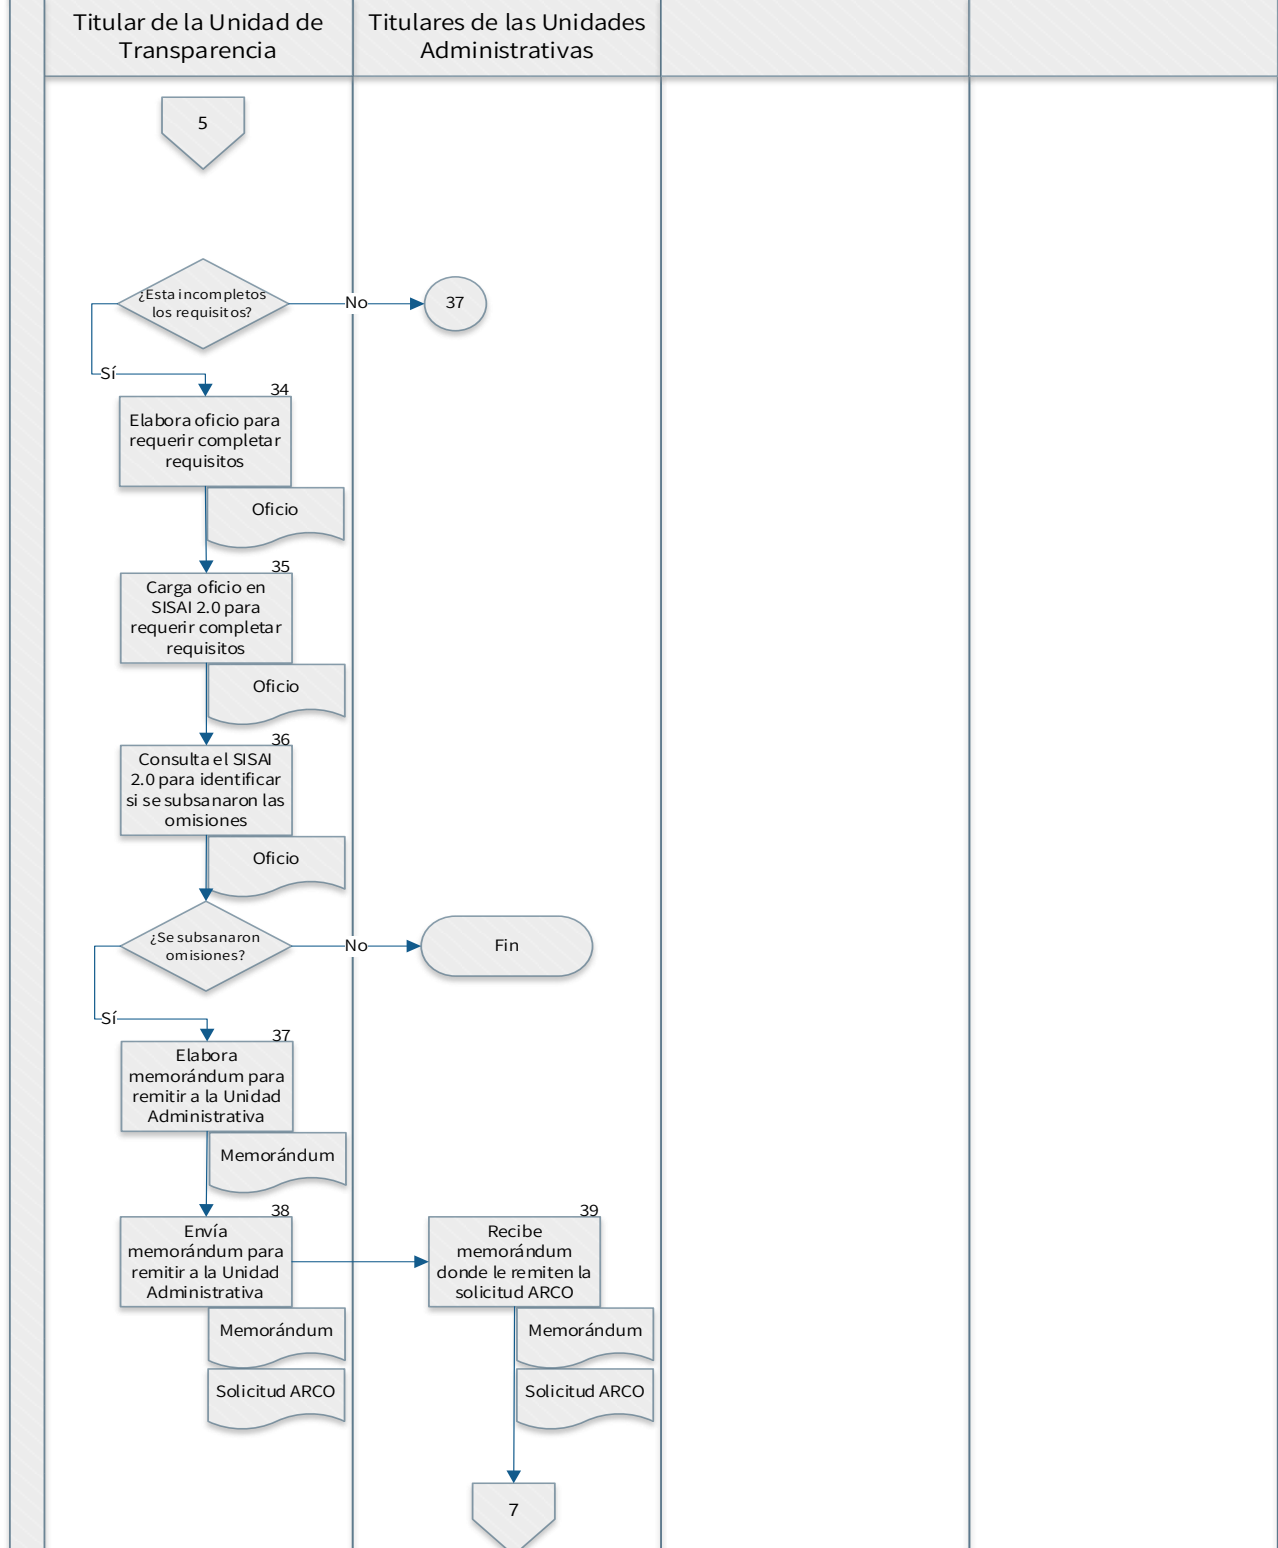 Titular de la Unidad de
Transparencia
Titulares de las Unidades
Administrativas
5
¿Esta incompletos
los requisitos?
No
37
Sí
34
Elabora oficio para
requerir completar
requisitos
Oficio
35
Carga oficio en
SISAI 2.0 para
requerir completar
requisitos
Oficio
36
Consulta el SISAI
2.0 para identificar
si se subsanaron las
omisiones
Oficio
¿Se subsanaron
omisiones?
No
Fin
Sí
37
Elabora
memorándum para
remitir a la Unidad
Administrativa
Memorándum
38
Envía
memorándum para
remitir a la Unidad
Administrativa
Memorándum
Solicitud ARCO
39
Recibe
memorándum
donde le remiten la
solicitud ARCO
Memorándum
Solicitud ARCO
7